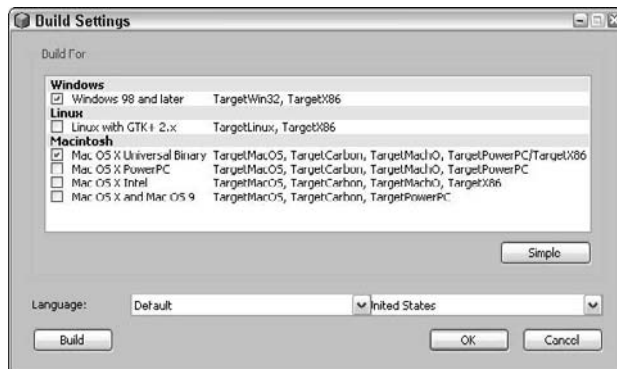 Build Settings
Build For
Windows
Windows 98 and later TargetWin32, TargetX86
Linux
Linux with GTK+ 2.x TargetLinux, TargetX86
Macintosh
Mac OS X Universal Binary TargetMacOS, TargetCarbon, TargetMachO, TargetPowerPC/TargetX86
Mac OS X PowerPC TargetMacOS, TargetCarbon, TargetMachO, TargetPowerPC
Mac OS X Intel TargetMacOS, TargetCarbon, TargetMachO, TargetX86
Mac OS X and Mac OS 9 TargetMacOS, TargetCarbon, TargetPowerPC
Simple
Language: Default Inited States
Build OK Cancel